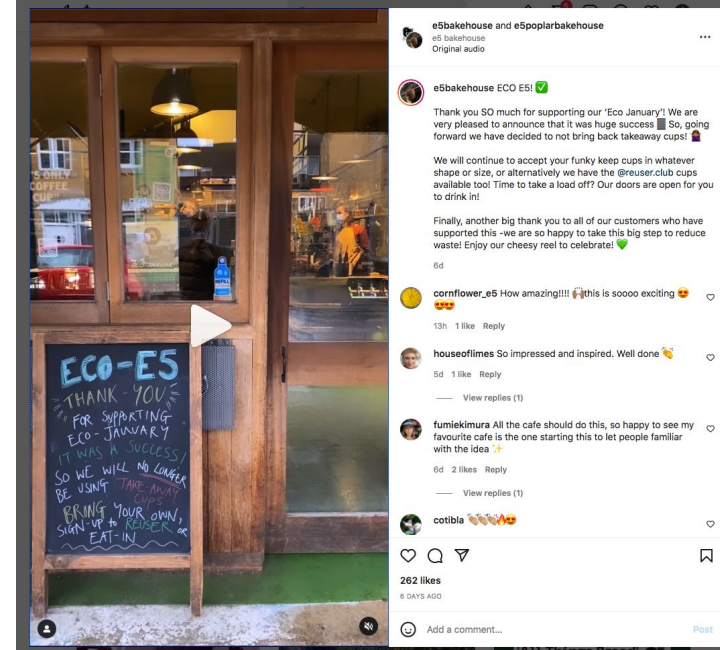 e5bakehouse and e5poplarbakehouse
e5 bakehouse
Original audio
e5bakehouse ECO E5! ✅
Thank you SO much for supporting our ‘Eco January’! We are
very pleased to announce that it was huge success So, going
forward we have decided to not bring back takeaway cups!
We will continue to accept your funky keep cups in whatever
shape or size, or alternatively we have the @reuser.club cups
available too! Time to take a load off? Our doors are open for you
to drink in!
Finally, another big thank you to all of our customers who have
supported this -we are so happy to take this big step to reduce
waste! Enjoy our cheesy reel to celebrate! 💚
6d
cornflower_e5 How amazing!!!! this is soooo exciting 😍
😍😍
13h 1 like Reply
houseoflimes So impressed and inspired. Well done 👏
5d 1 like Reply
View replies (1)
fumiekimura All the cafe should do this, so happy to see my
favourite cafe is the one starting this to let people familiar
with the idea ✨
6d 2 likes Reply
View replies (1)
cotibla 👏🏽👏🏽👏🏽🔥😍
262 likes
6 DAYS AGO
Add a comment...
Post
'S ONLY
COFFEE
CUP"
REFILL
ECO-E5
THANK-YOU
FOR SUPPORTING
ECO-JANUARY
IT WAS A SUCCESS!
SO WE WILL NO LONGER
BE USING TAKE AWAY
CUPS
BRING YOUR OWN,
SIGN-UP to REUSER OR
EAT-IN